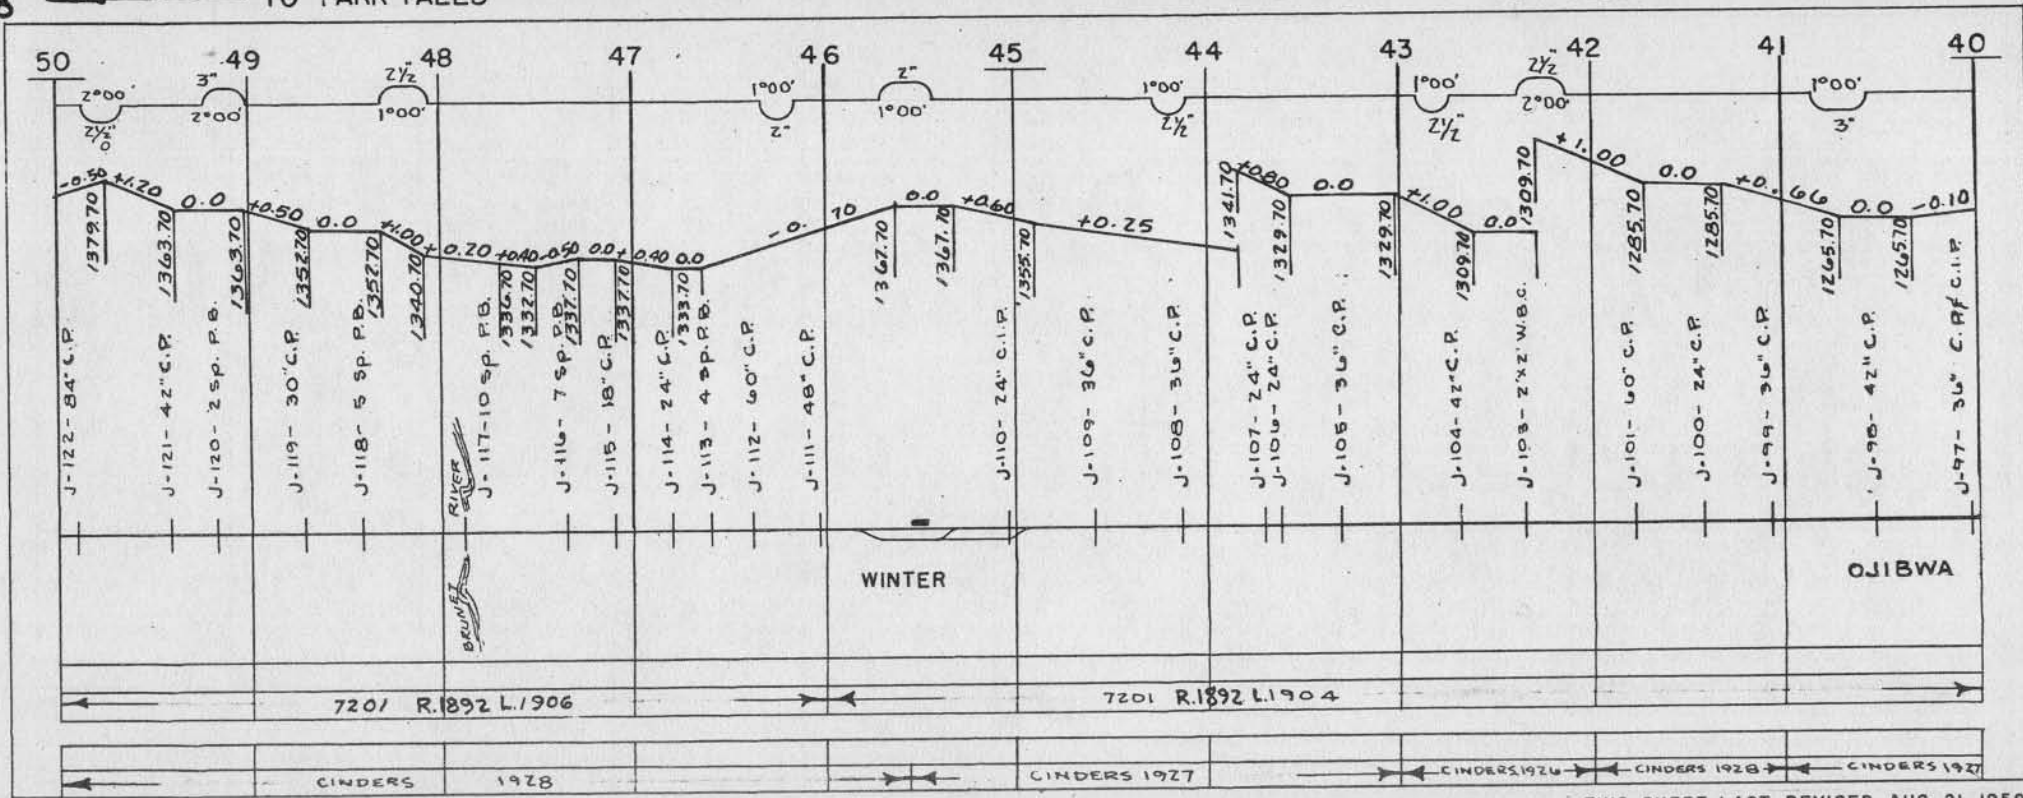 TO PARK FALLS
50 49 48 47 46 45 44 43 42 41 40
2°00' 3" 2½" 1°00' 2" 1°00' 1°00' 2½" 1°00'
2½" 2°00' 1°00' 2" 1°00' 2½" 2½" 2°00' 3"
-0.50 +1.20 0.0 +0.50 0.0 +1.00 +0.20 +0.40 -0.50 0.0 +0.40 0.0 -0.70 0.0 +0.60 +0.25 +0.80 0.0 +1.00 0.0 +1.00 0.0 +0.66 0.0 -0.10
1379.70 1363.70 1363.70 1352.70 1352.70 1340.70 1336.70 1332.70 1337.70 1337.70 1333.70 1367.70 1367.70 1355.70 1341.70 1329.70 1329.70 1309.70 1309.70 1285.70 1285.70 1265.70 1265.70
J-122-84" C.P.
J-121-42" C.P.
J-120-2 Sp. P.B.
J-119-30" C.P.
J-118-5 Sp. P.B.
BRUNET RIVER
J-117-10 Sp. P.B.
J-116-7 Sp. P.B.
J-115-18" C.P.
J-114-24" C.P.
J-113-4 Sp. P.B.
J-112-60" C.P.
J-111-48" C.P.
J-110-24" C.I.P.
J-109-36" C.P.
J-108-36" C.P.
J-107-24" C.P.
J-106-24" C.P.
J-105-36" C.P.
J-104-42" C.P.
J-103-2'x2' W.B.C.
J-101-60" C.P.
J-100-24" C.P.
J-99-36" C.P.
J-98-42" C.P.
J-97-36" C.P. C.I.P.
WINTER
OJIBWA
7201 R.1892 L.1906
7201 R.1892 L.1904
CINDERS 1928
CINDERS 1927
CINDERS 1926
CINDERS 1928
CINDERS 1927
SHEET LAST REVISED AUG. 31, 1950